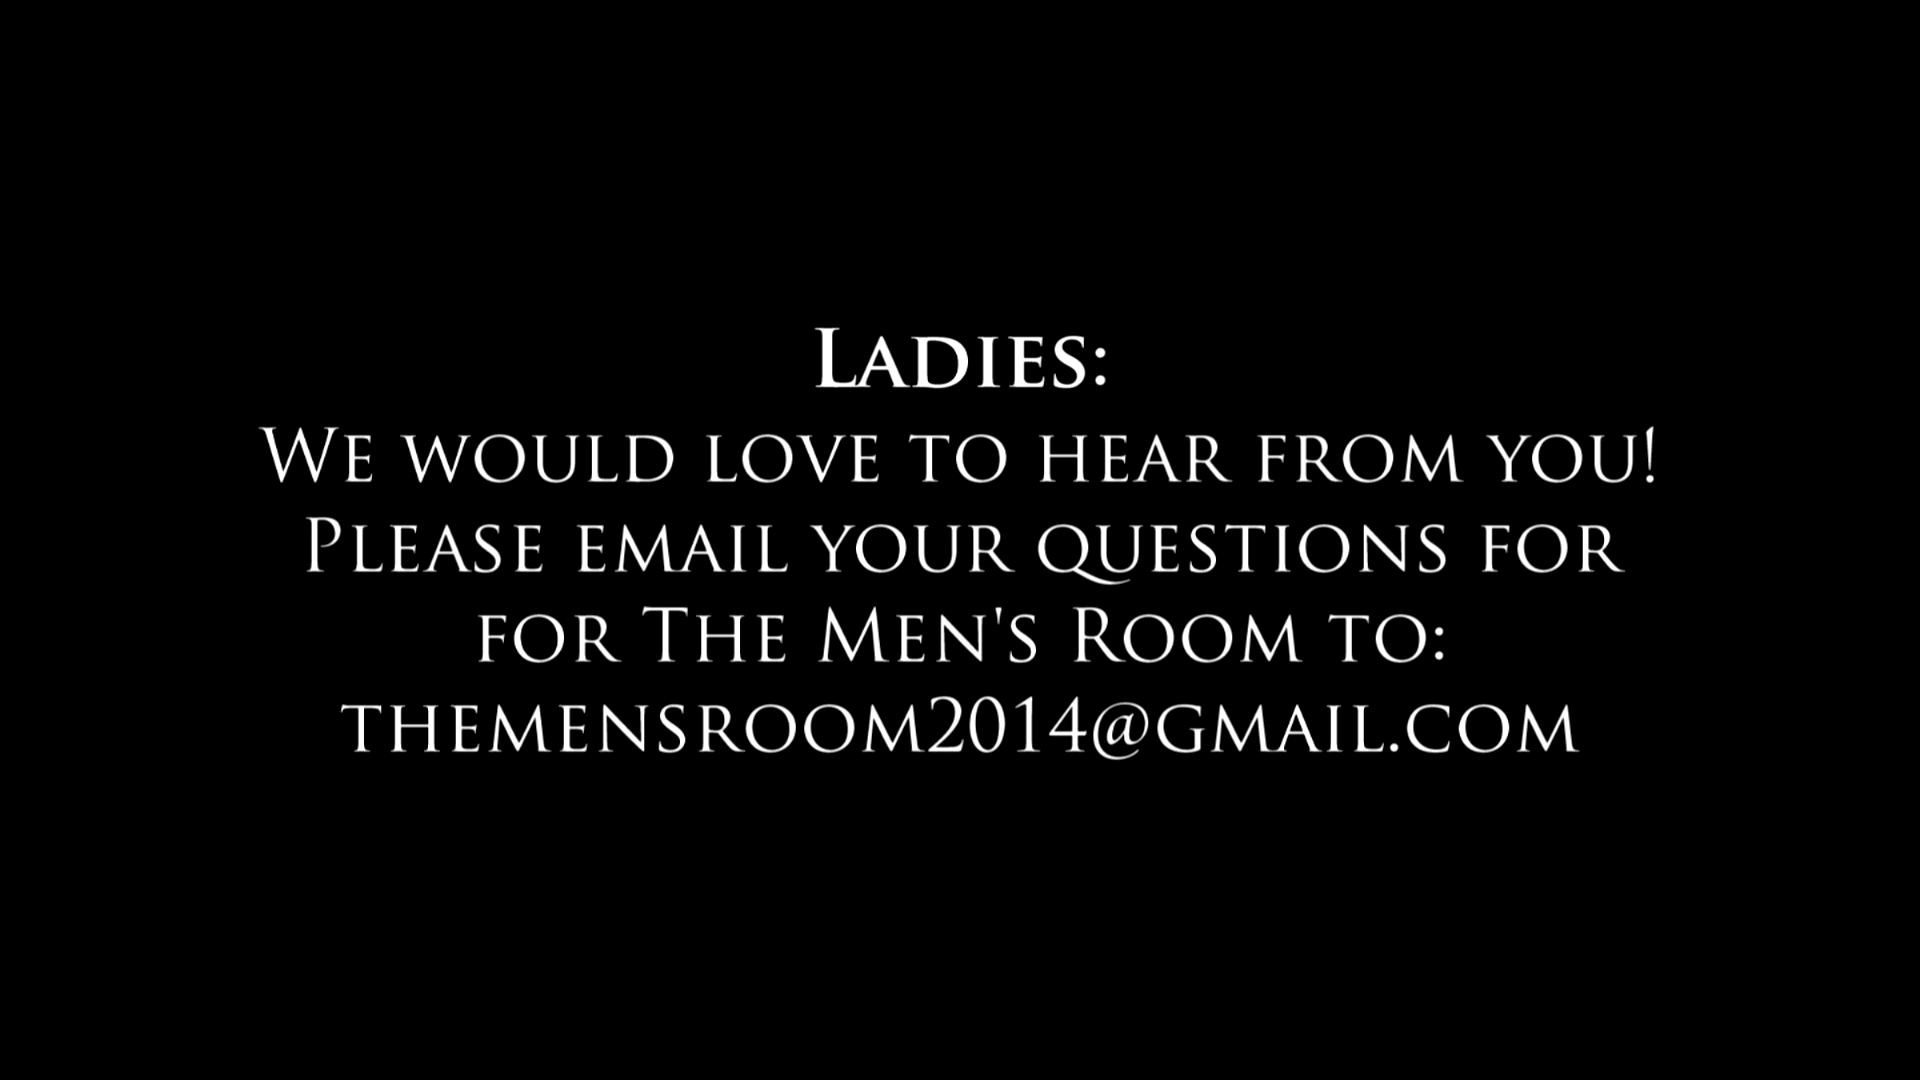 Ladies:
We would love to hear from you!
Please email your questions for
for The Men's Room to:
themensroom2014@gmail.com